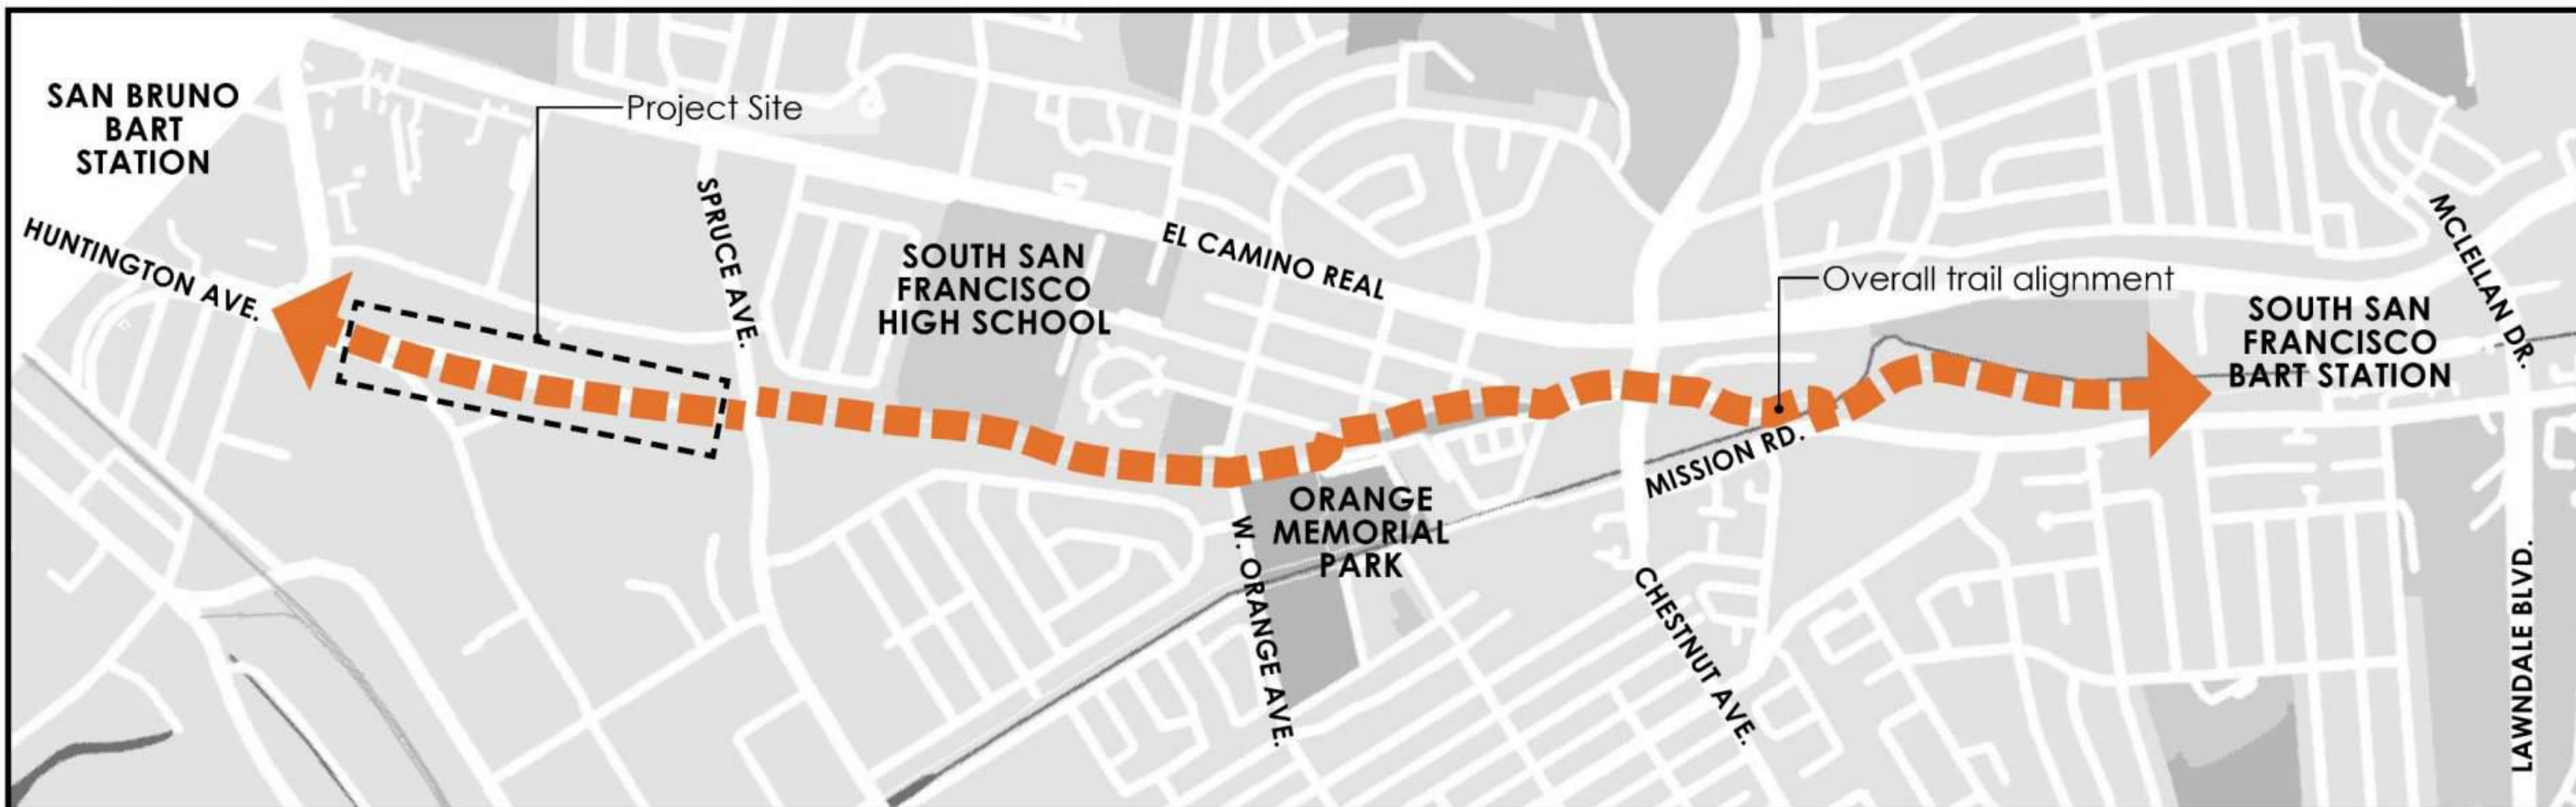 SAN BRUNO
BART
STATION
Project Site
HUNTINGTON AVE.
SPRUCE AVE.
SOUTH SAN
FRANCISCO
HIGH SCHOOL
EL CAMINO REAL
Overall trail alignment
MCLELLAN DR.
SOUTH SAN
FRANCISCO
BART STATION
MISSION RD.
ORANGE
MEMORIAL
PARK
W. ORANGE AVE.
CHESTNUT AVE.
LAWNDALE BLVD.